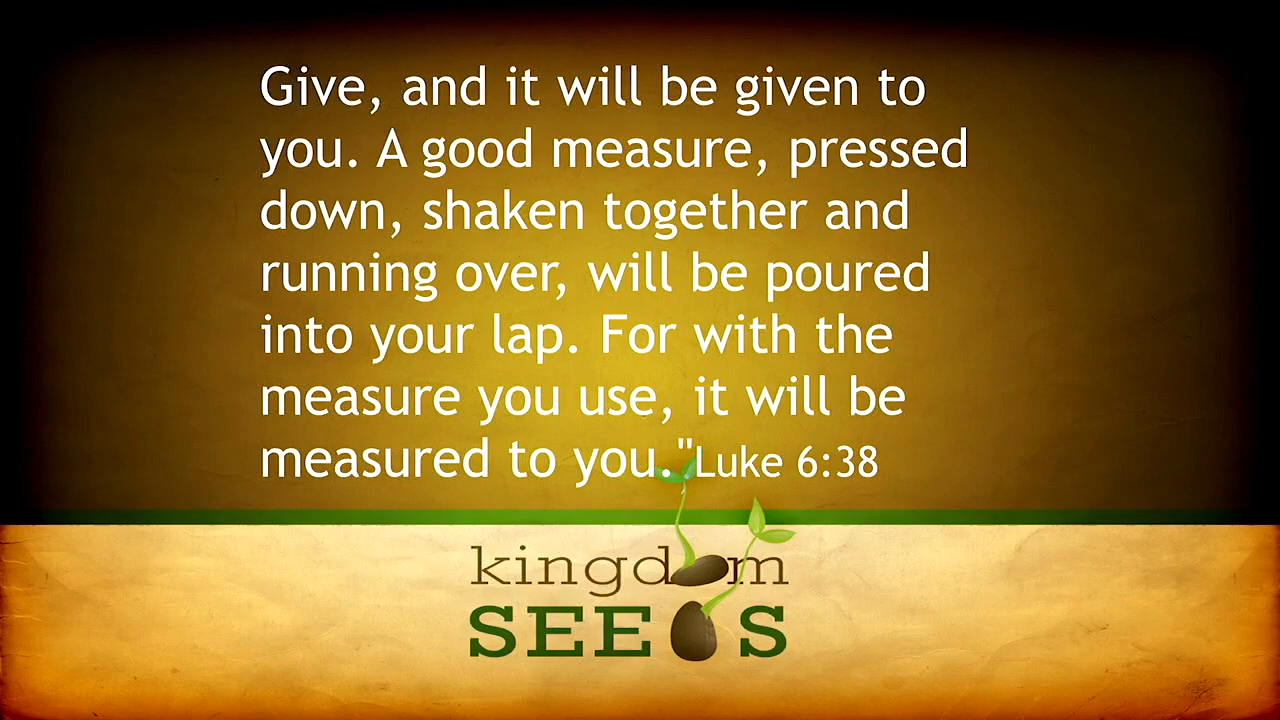 Give, and it will be given to
you. A good measure, pressed
down, shaken together and
running over, will be poured
into your lap. For with the
measure you use, it will be
measured to you."Luke 6:38
kingdom
SEEDS